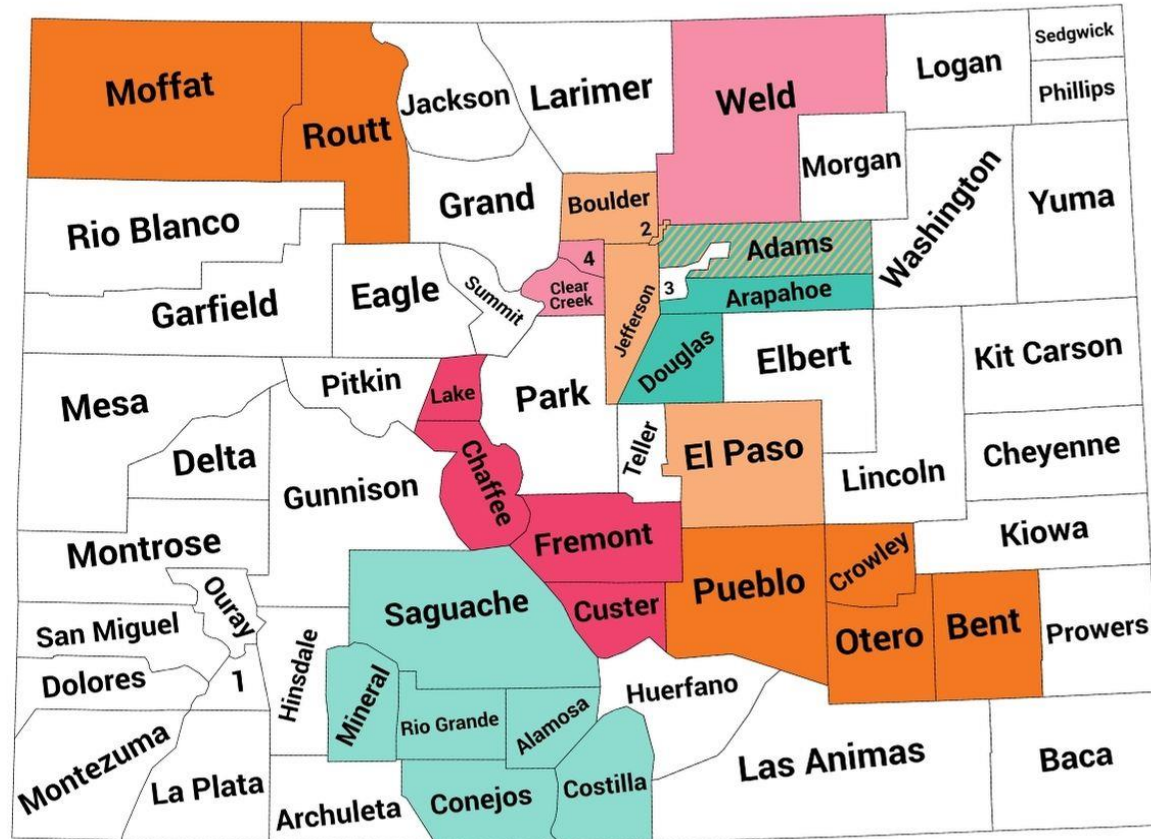 Moffat
Routt
Jackson
Larimer
Weld
Logan
Sedgwick
Phillips
Morgan
Rio Blanco
Grand
Boulder
2
Washington
Yuma
Garfield
Eagle
Summit
4
Clear
Creek
Jefferson
3
Adams
Arapahoe
Douglas
Elbert
Kit Carson
Mesa
Pitkin
Lake
Park
Delta
Gunnison
Chaffee
Teller
El Paso
Lincoln
Cheyenne
Montrose
Fremont
Kiowa
Ouray
Saguache
Custer
Pueblo
Crowley
San Miguel
Otero
Bent
Prowers
Dolores
1
Hinsdale
Mineral
Rio Grande
Alamosa
Huerfano
Montezuma
La Plata
Archuleta
Conejos
Costilla
Las Animas
Baca